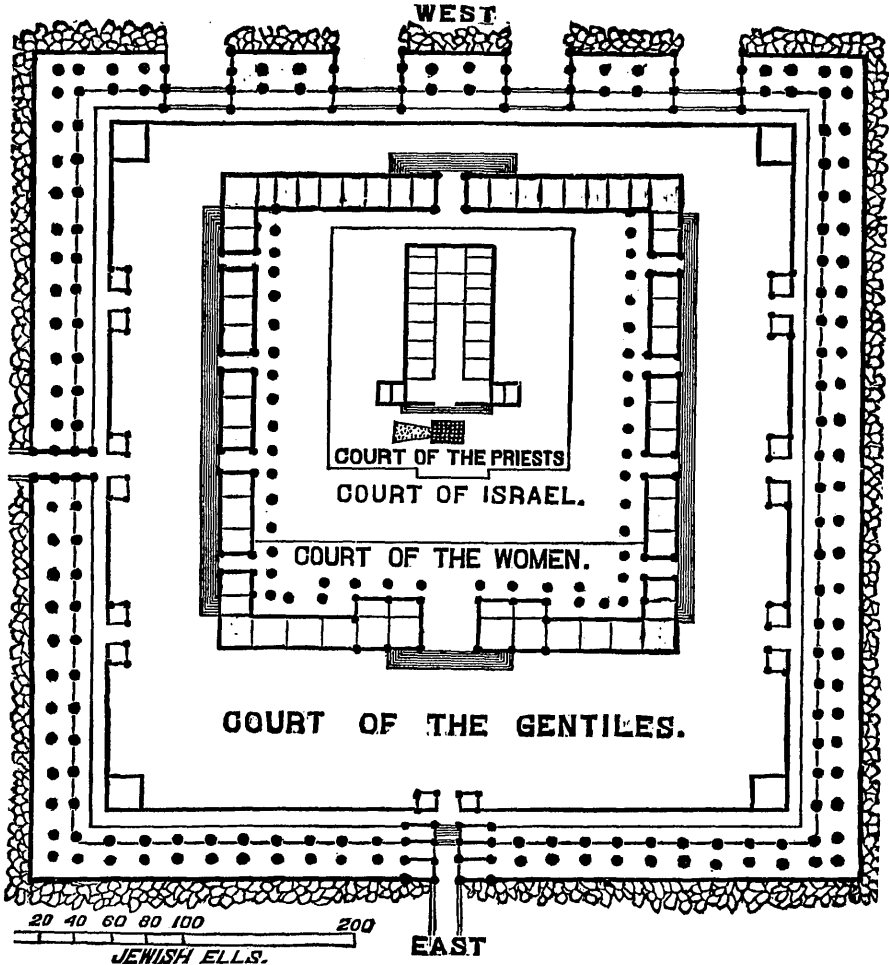 WEST
COURT OF THE PRIESTS
COURT OF ISRAEL.
COURT OF THE WOMEN.
COURT OF THE GENTILES.
20 40 60 80 100 200
JEWISH ELLS.
EAST